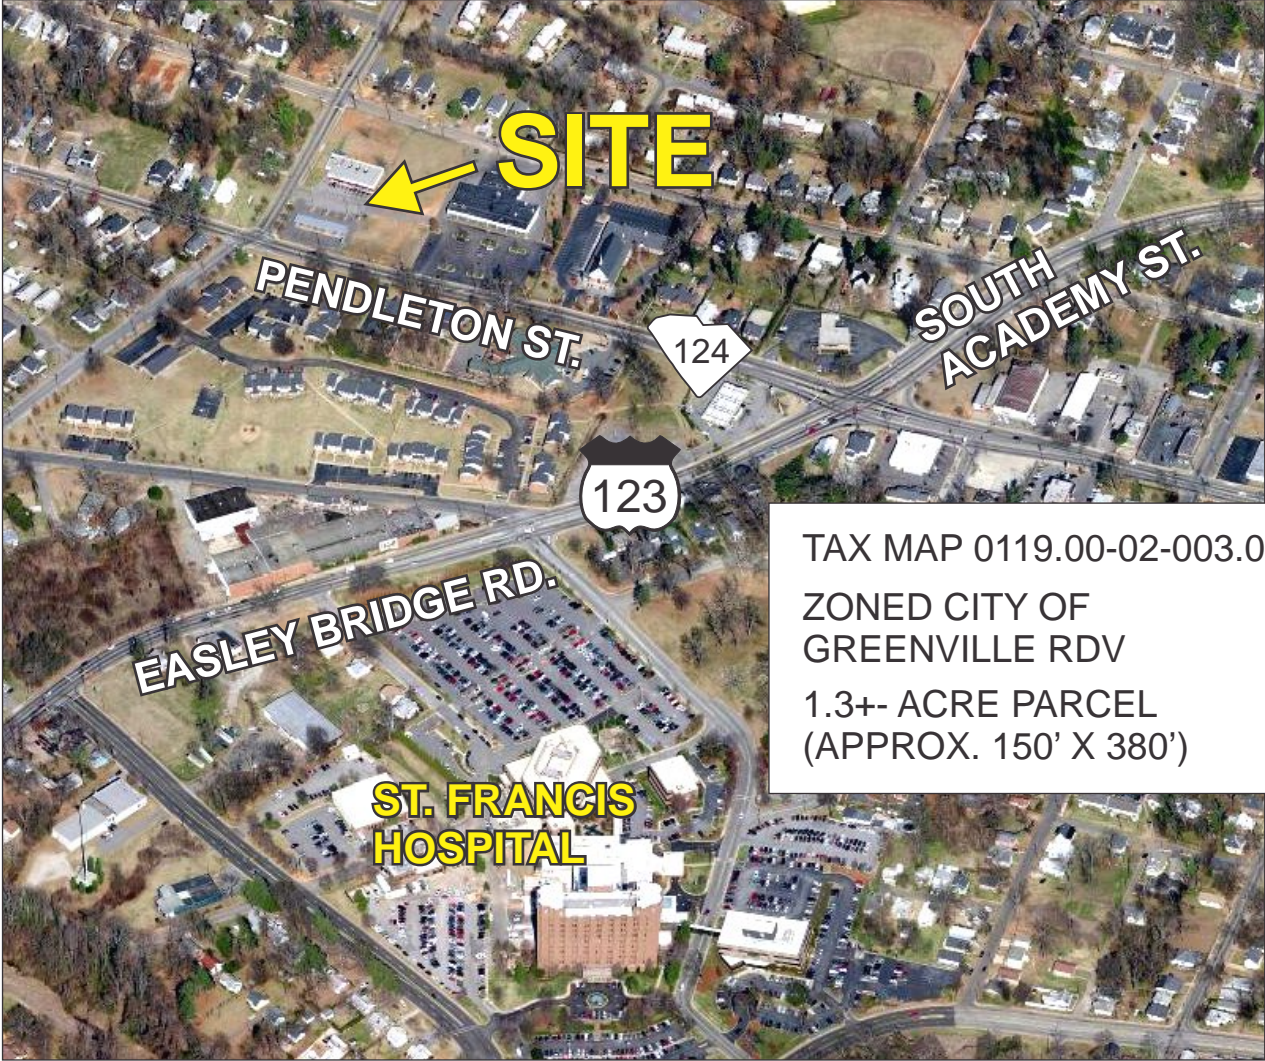 SITE
PENDLETON ST.
SOUTH
ACADEMY ST.
124
123
EASLEY BRIDGE RD.
TAX MAP 0119.00-02-003.0
ZONED CITY OF
GREENVILLE RDV
1.3+- ACRE PARCEL
(APPROX. 150’ X 380’)
ST. FRANCIS
HOSPITAL